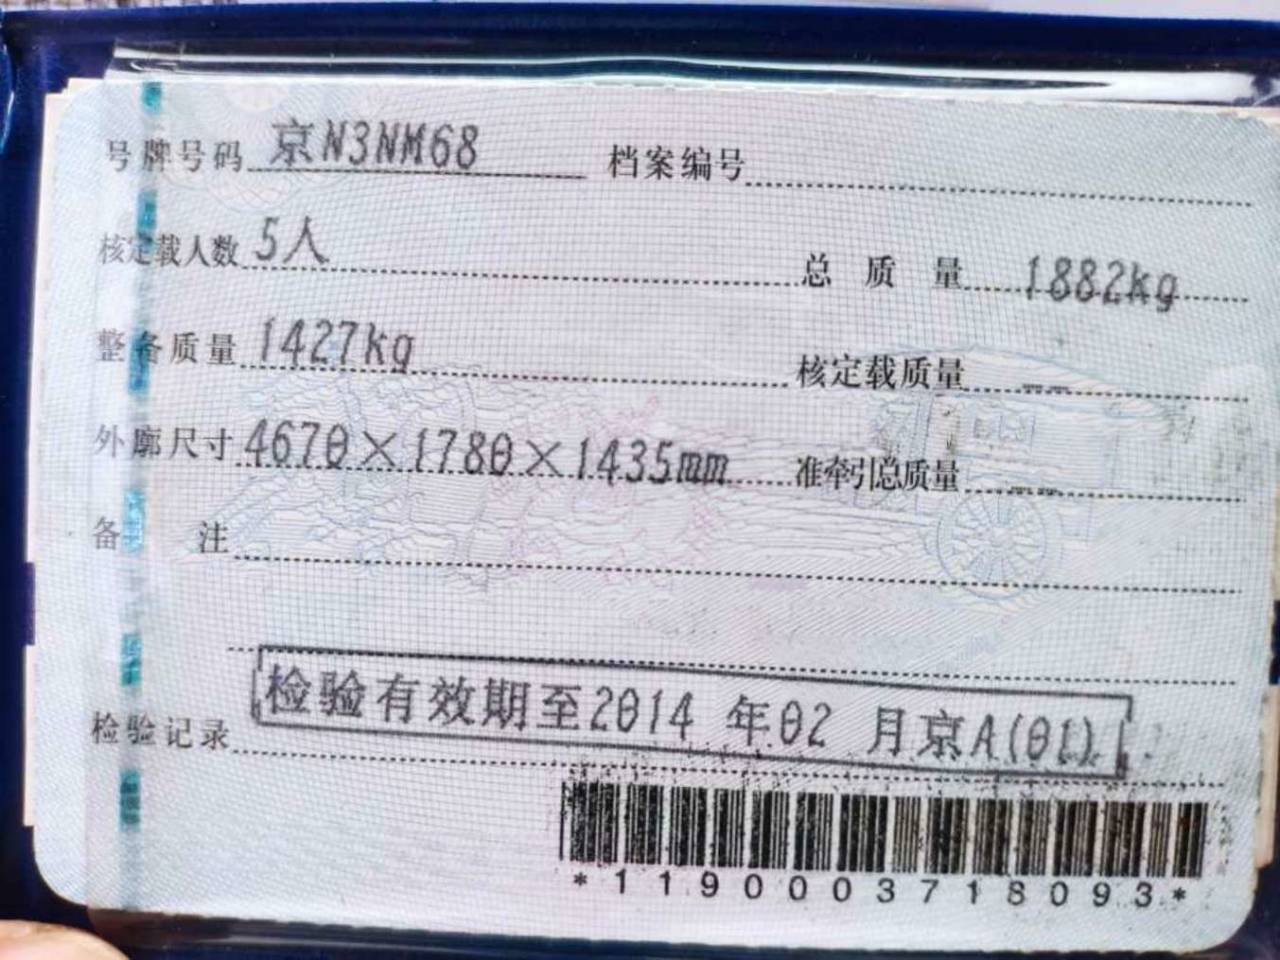 号牌号码 京N3NM68 档案编号
核定载人数 5人 总质量 1882kg
整备质量 1427kg 核定载质量 --
外廓尺寸 4670×1780×1435mm 准牵引总质量 --
备注
检验记录 检验有效期至2014年02月京A(01)
*1190003718093*